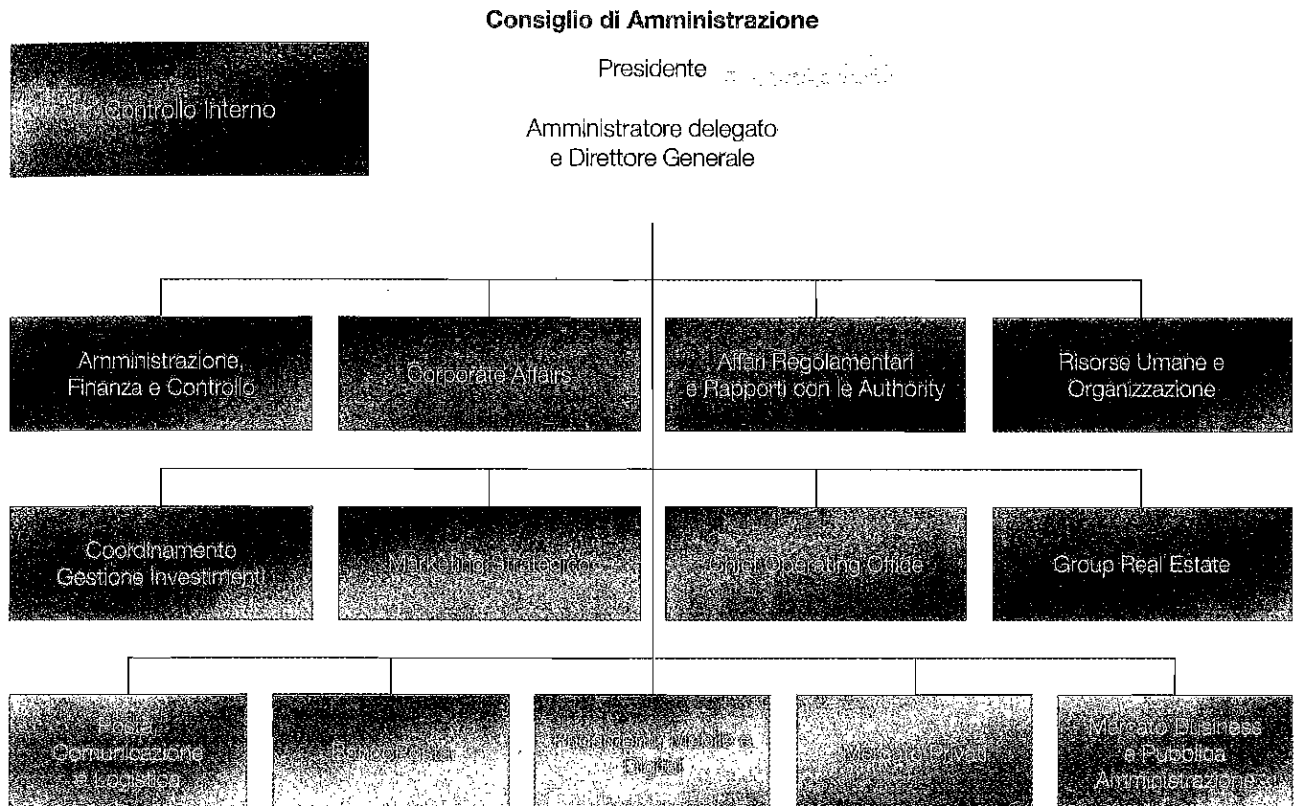 Consiglio di Amministrazione
Presidente
Controllo Interno
Amministratore delegato
e Direttore Generale
Amministrazione,
Finanza e Controllo
Corporate Affairs
Affari Regolamentari
e Rapporti con le Authority
Risorse Umane e
Organizzazione
Coordinamento
Gestione Investimenti
Marketing Strategico
Chief Operating Office
Group Real Estate
Posta,
Comunicazione
e Logistica
BancoPosta
Digital
Mercato Privati
Mercato Business
e Pubblica
Amministrazione